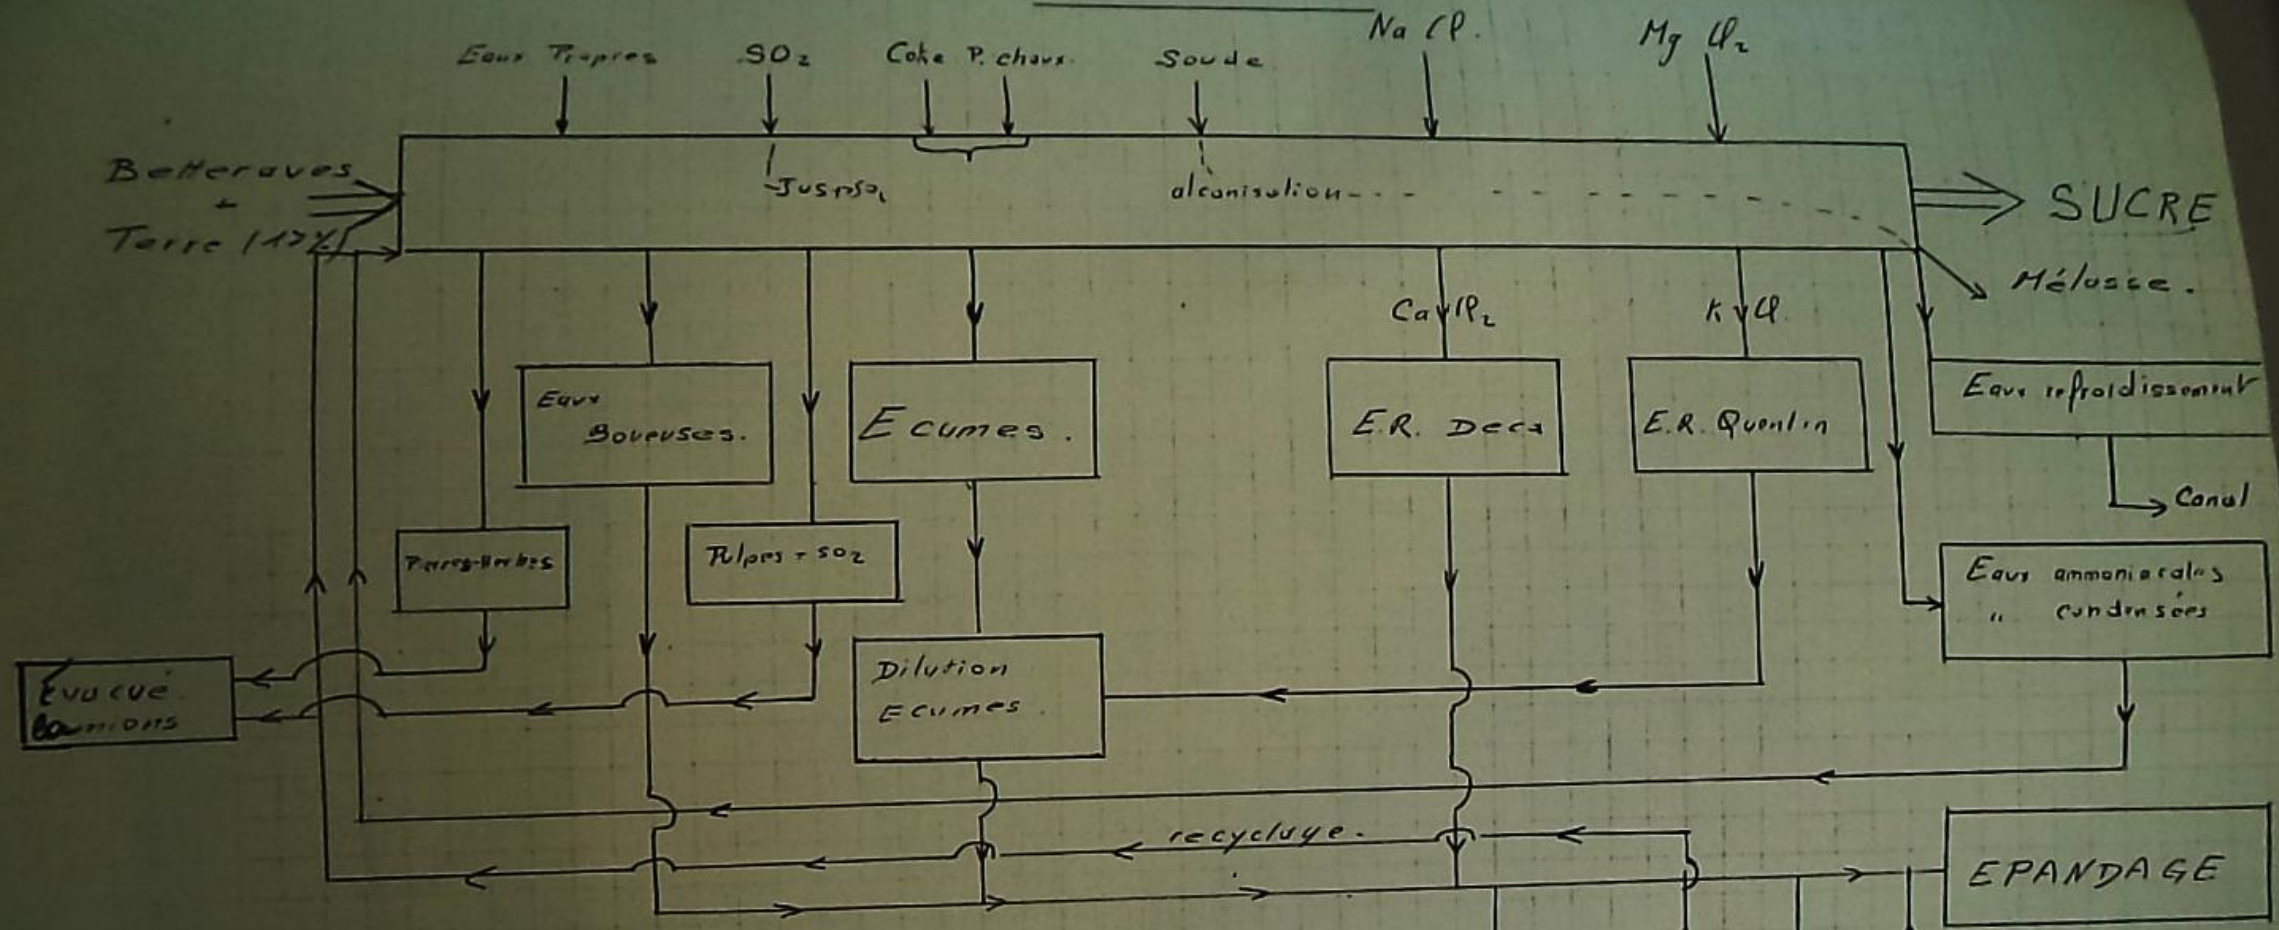 Na Cl.
Mg Cl₂
Eaux Propres
SO₂
Coke P. chaux.
Soude
Betteraves
+
Terre (17%)
Jus + SO₂
alcanisation
SUCRE
Mélasse.
Ca Cl₂
K Cl.
Eaux
Boueuses.
Ecumes.
E.R. Deca
E.R. Quentin
Eaux refroidissement
Canal
Pierres-Herbes
Pulpes + SO2
Eaux ammoniacales
" condensées
Évacué
camions
Dilution
Ecumes
recyclage.
EPANDAGE